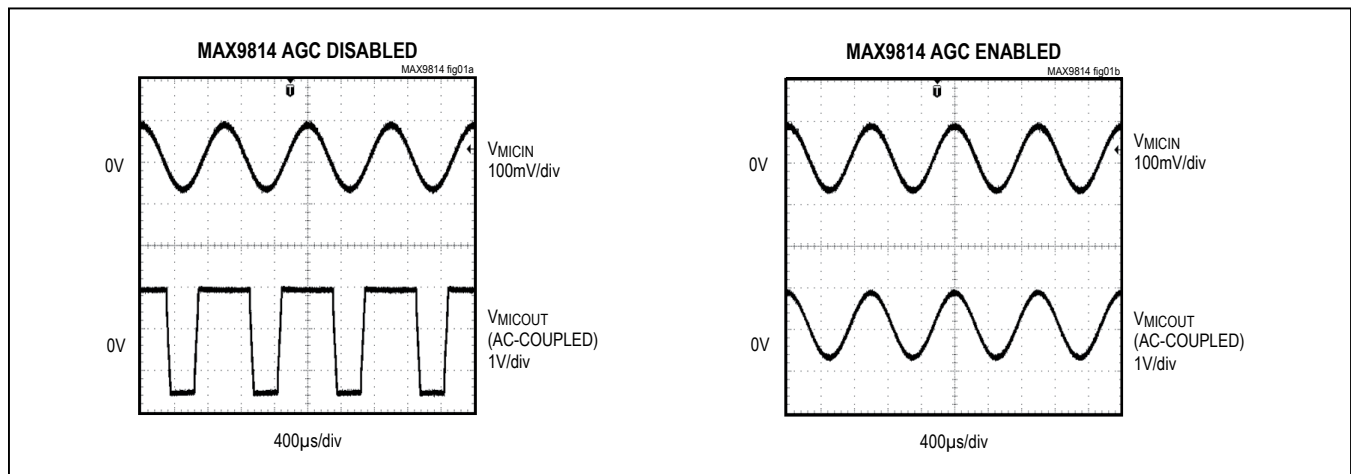 MAX9814 AGC DISABLED
MAX9814 fig01a
T
0V
VMICIN
100mV/div
0V
VMICOUT
(AC-COUPLED)
1V/div
400µs/div
MAX9814 AGC ENABLED
MAX9814 fig01b
T
0V
VMICIN
100mV/div
0V
VMICOUT
(AC-COUPLED)
1V/div
400µs/div